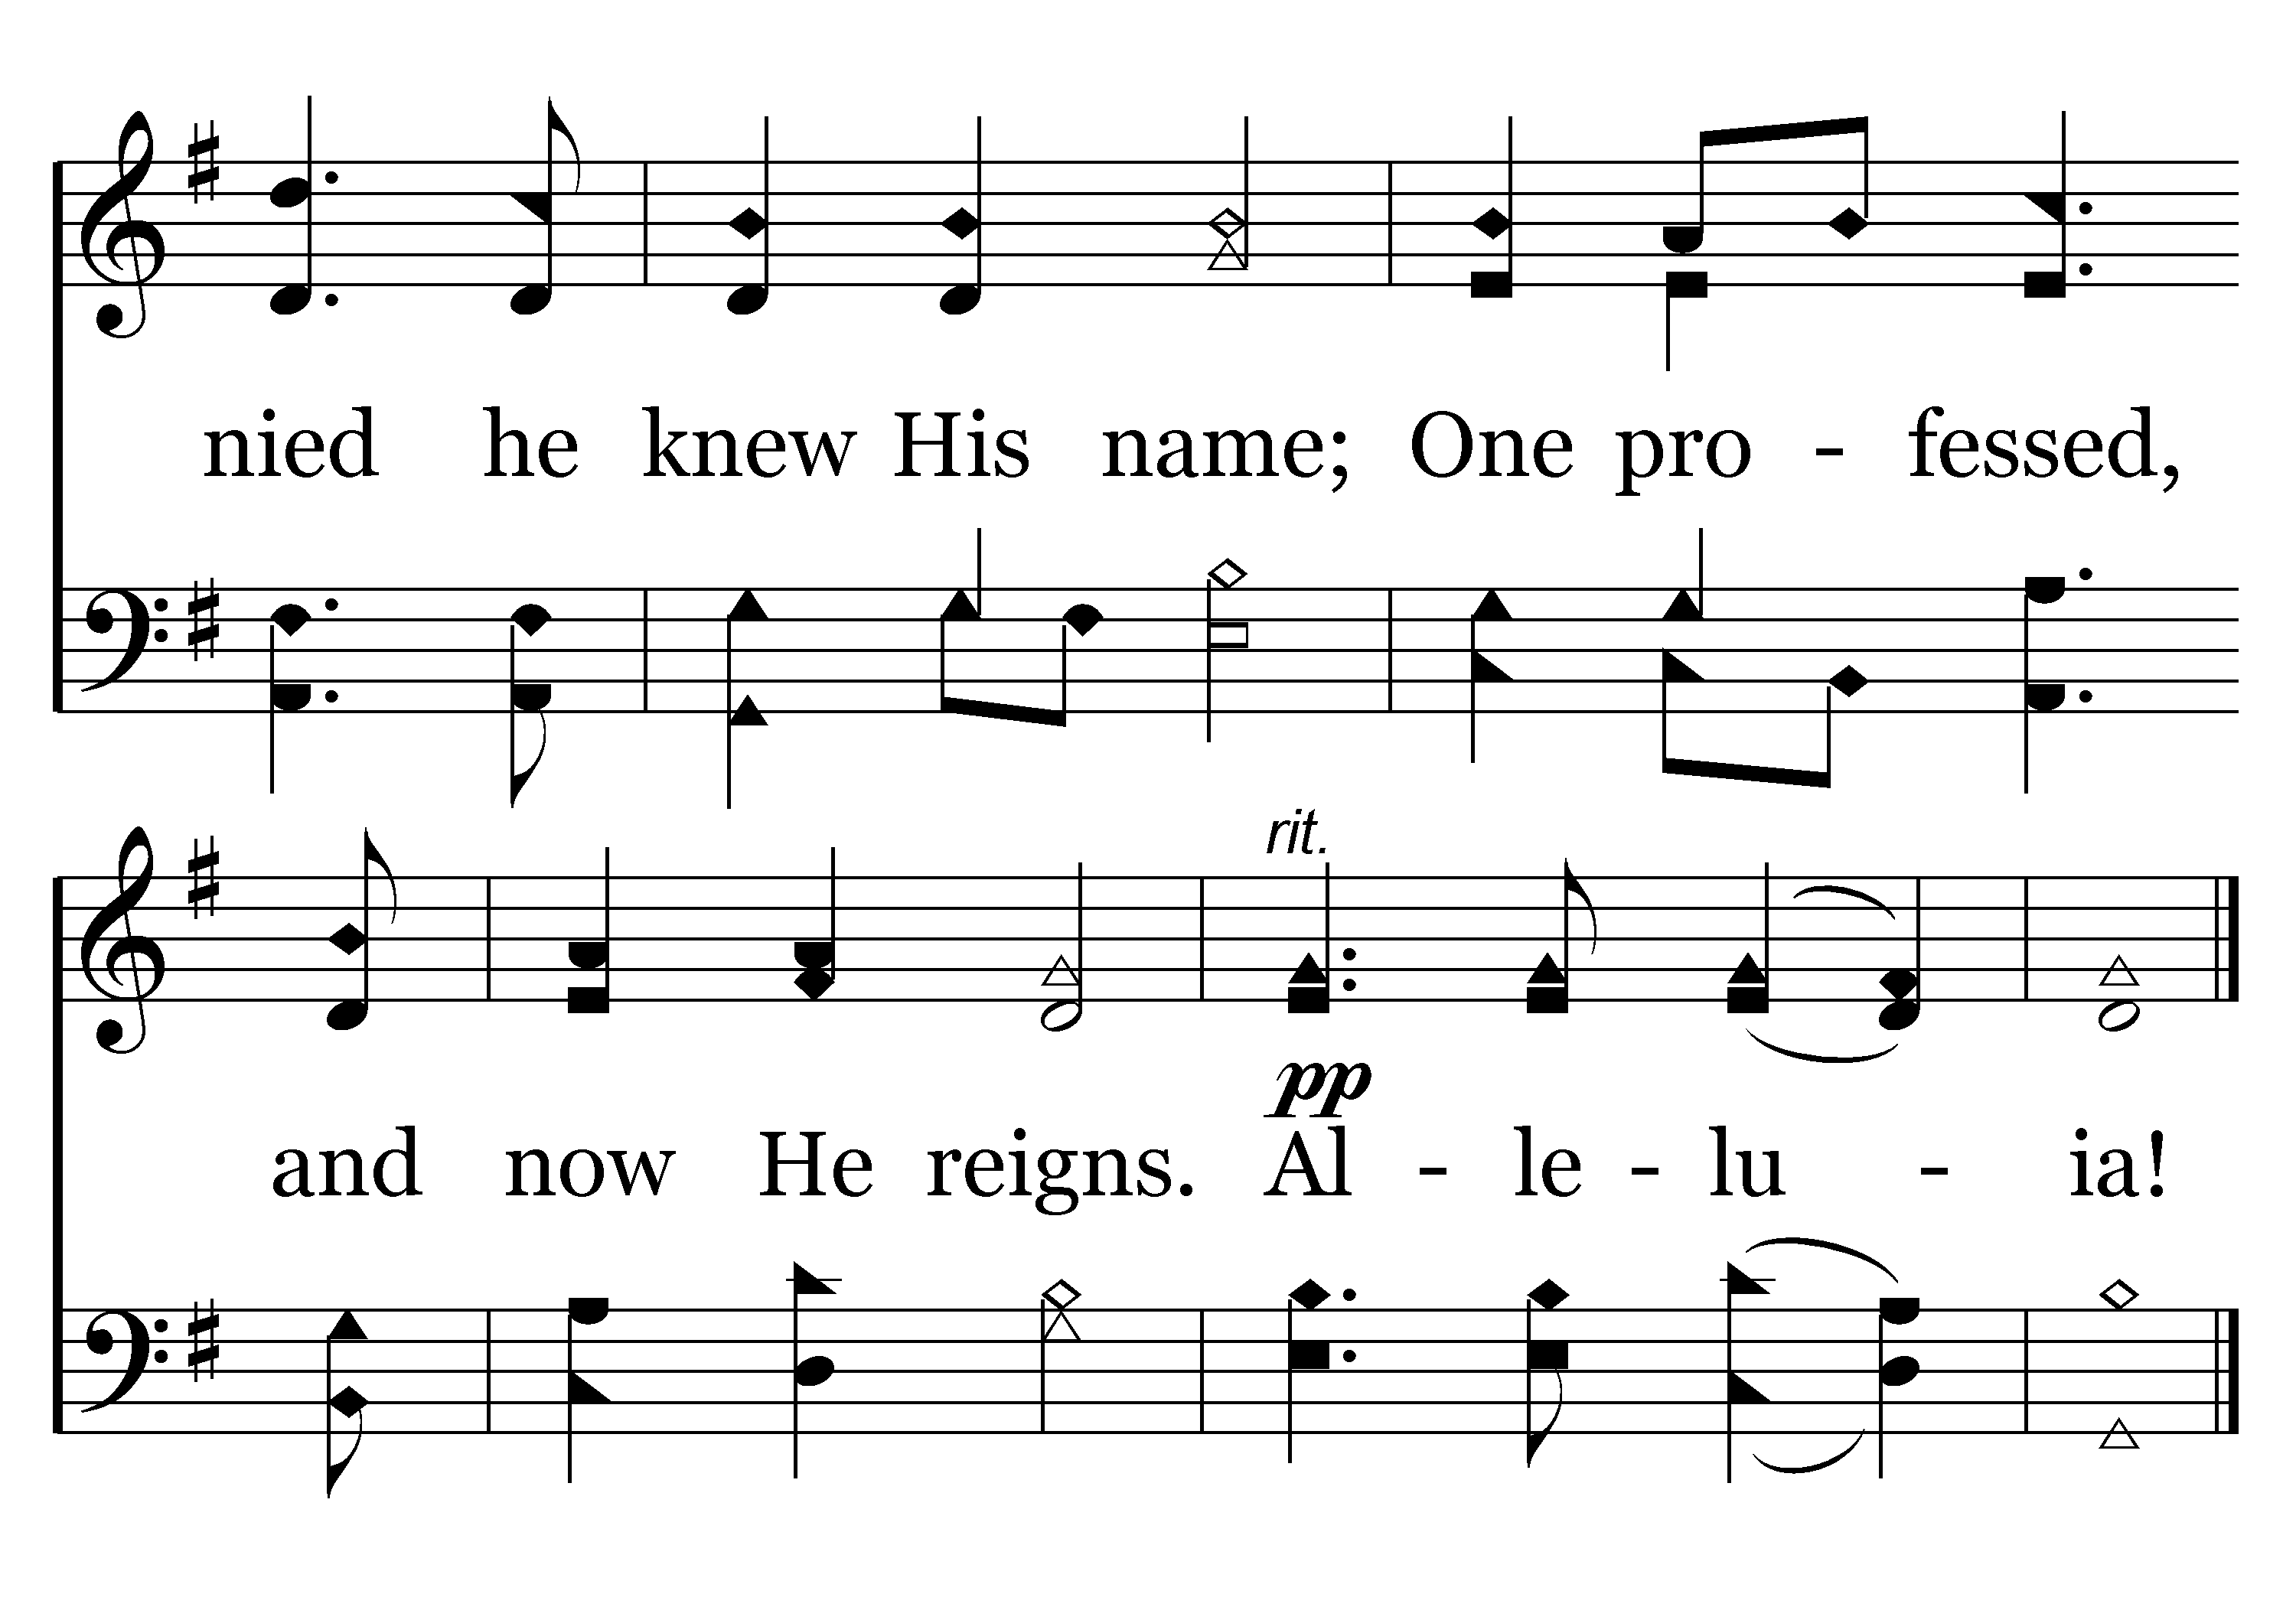 nied he knew His name; One pro - fessed,
rit.
pp
and now He reigns. Al - le - lu - ia!